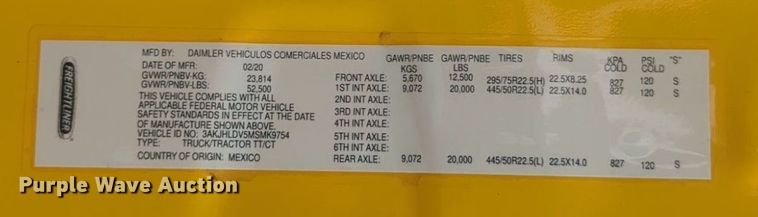 FREIGHTLINER
MFD BY: DAIMLER VEHICULOS COMERCIALES MEXICO
DATE OF MFR: 02/20
GVWR/PNBV-KG: 23,814
GVWR/PNBV-LBS: 52,500
THIS VEHICLE COMPLIES WITH ALL
APPLICABLE FEDERAL MOTOR VEHICLE
SAFETY STANDARDS IN EFFECT AT THE DATE
OF MANUFACTURE SHOWN ABOVE.
VEHICLE ID NO: 3AKJHLDV5MSMK9754
TYPE: TRUCK/TRACTOR TT/CT
COUNTRY OF ORIGIN: MEXICO
GAWR/PNBE KGS GAWR/PNBE LBS TIRES RIMS KPA COLD PSI COLD "S"
FRONT AXLE: 5,670 12,500 295/75R22.5(H) 22.5X8.25 827 120 S
1ST INT AXLE: 9,072 20,000 445/50R22.5(L) 22.5X14.0 827 120 S
2ND INT AXLE:
3RD INT AXLE:
4TH INT AXLE:
5TH INT AXLE:
6TH INT AXLE:
REAR AXLE: 9,072 20,000 445/50R22.5(L) 22.5X14.0 827 120 S
Purple Wave Auction